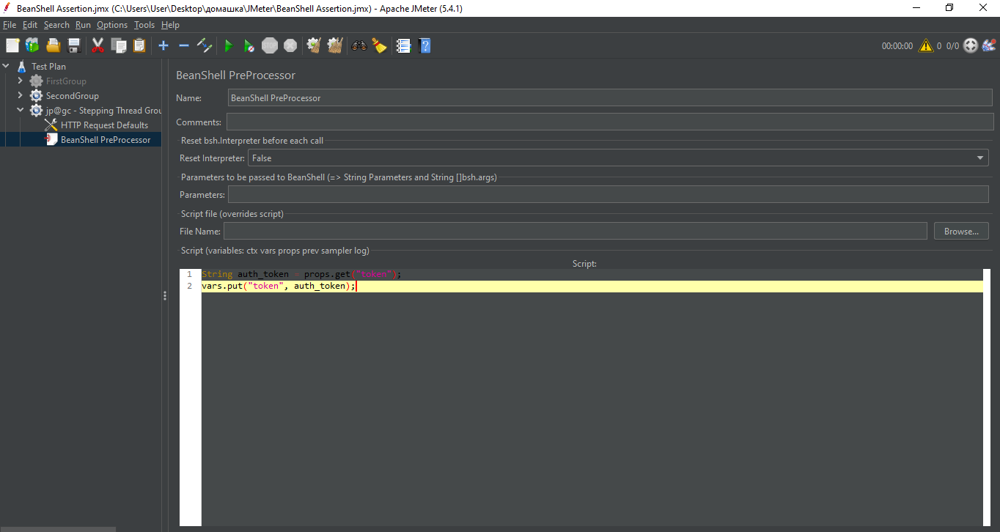 BeanShell Assertion.jmx (C:\Users\User\Desktop\домашка\JMeter\BeanShell Assertion.jmx) - Apache JMeter (5.4.1)
File Edit Search Run Options Tools Help
STOP
00:00:00 0 0/0
Test Plan
FirstGroup
SecondGroup
jp@gc - Stepping Thread Grou
HTTP Request Defaults
BeanShell PreProcessor
BeanShell PreProcessor
Name: BeanShell PreProcessor
Comments:
Reset bsh.Interpreter before each call
Reset Interpreter: False
Parameters to be passed to BeanShell (=> String Parameters and String []bsh.args)
Parameters:
Script file (overrides script)
File Name: Browse...
Script (variables: ctx vars props prev sampler log)
Script:
1 String auth_token = props.get("token");
2 vars.put("token", auth_token);